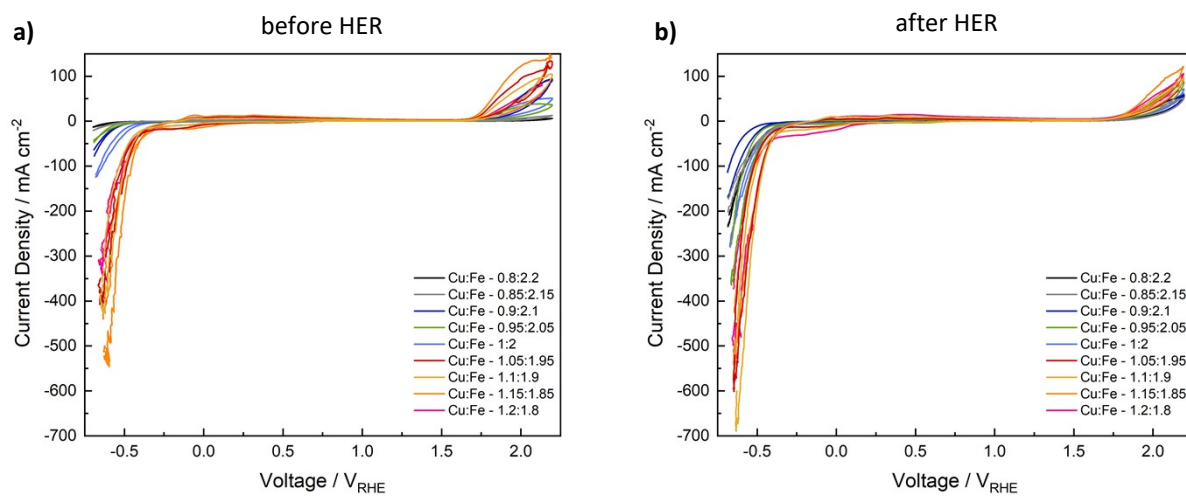 a)
before HER
Current Density / mA cm⁻²
100
0
-100
-200
-300
-400
-500
-600
-700
Cu:Fe - 0.8:2.2
Cu:Fe - 0.85:2.15
Cu:Fe - 0.9:2.1
Cu:Fe - 0.95:2.05
Cu:Fe - 1:2
Cu:Fe - 1.05:1.95
Cu:Fe - 1.1:1.9
Cu:Fe - 1.15:1.85
Cu:Fe - 1.2:1.8
-0.5 0.0 0.5 1.0 1.5 2.0
Voltage / V_RHE
b)
after HER
Current Density / mA cm⁻²
100
0
-100
-200
-300
-400
-500
-600
-700
Cu:Fe - 0.8:2.2
Cu:Fe - 0.85:2.15
Cu:Fe - 0.9:2.1
Cu:Fe - 0.95:2.05
Cu:Fe - 1:2
Cu:Fe - 1.05:1.95
Cu:Fe - 1.1:1.9
Cu:Fe - 1.15:1.85
Cu:Fe - 1.2:1.8
-0.5 0.0 0.5 1.0 1.5 2.0
Voltage / V_RHE